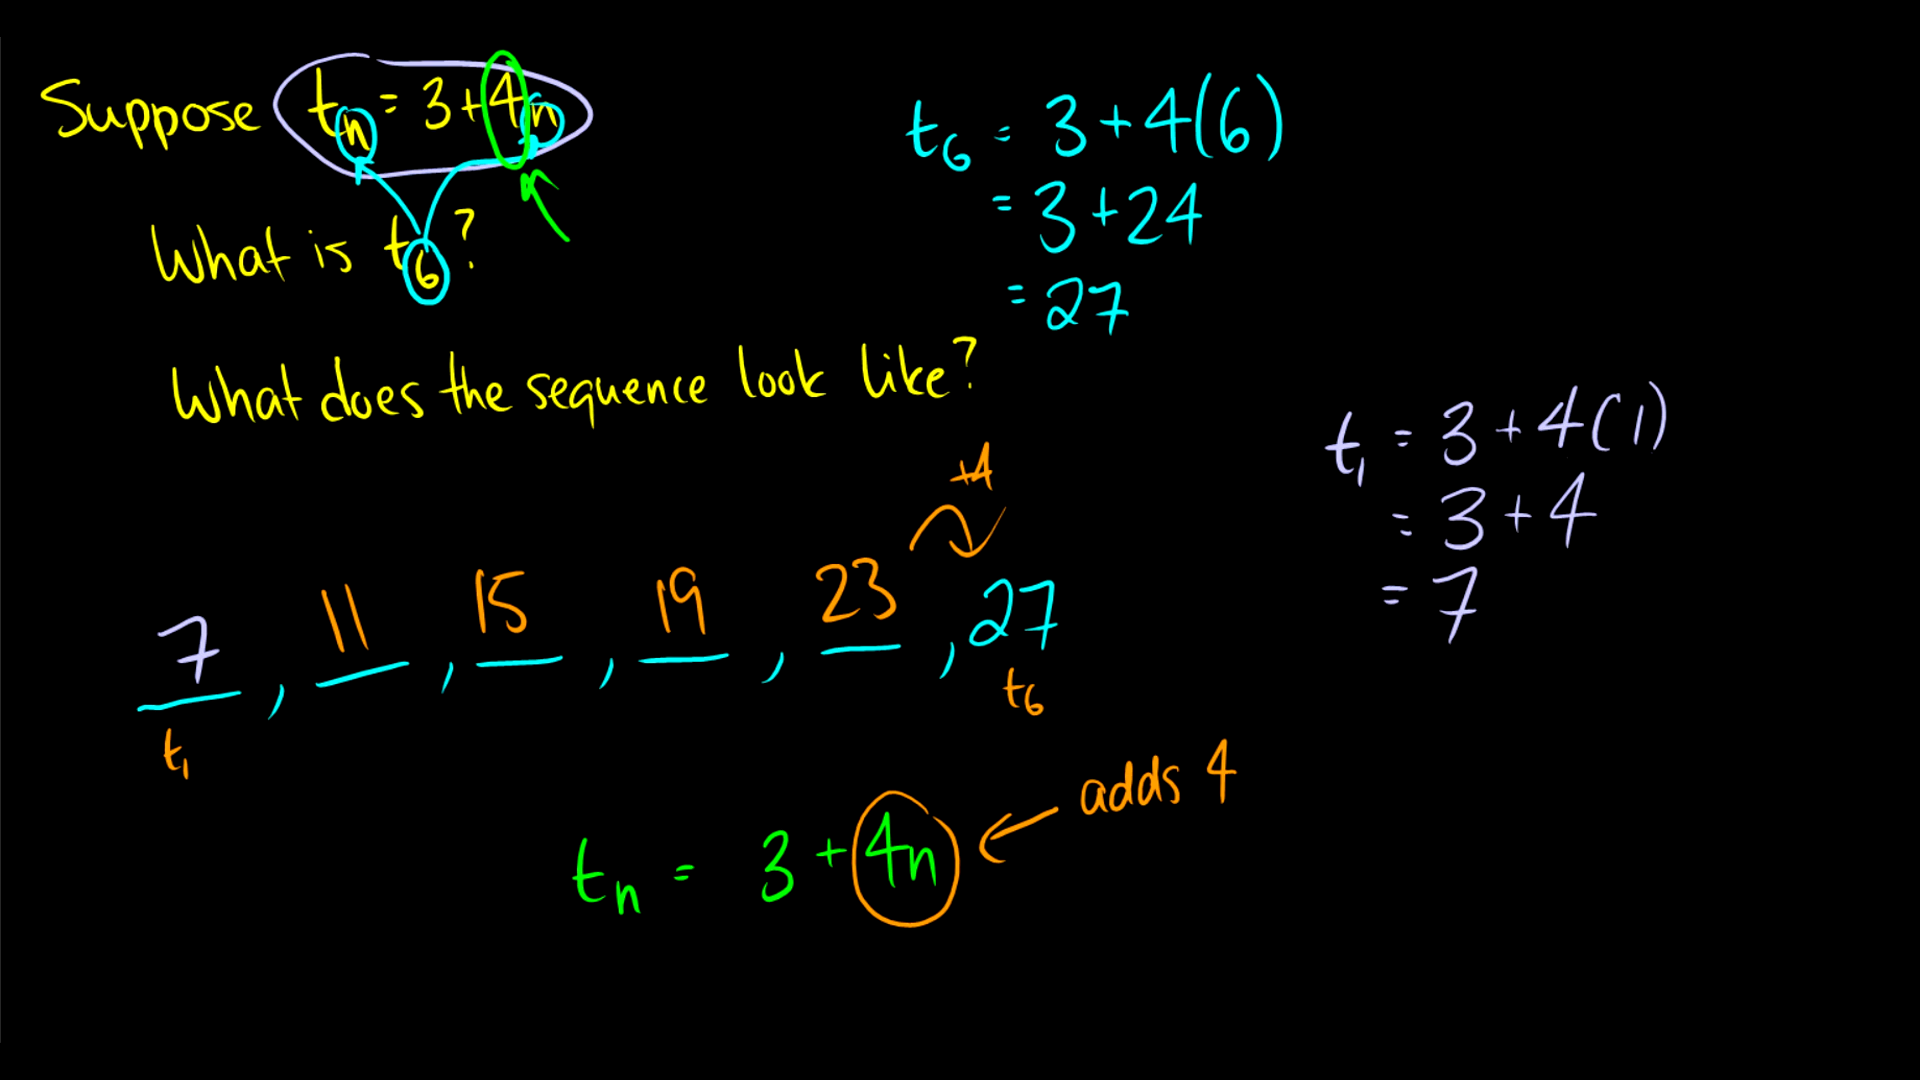 Suppose tₙ = 3+4n
What is t₆?
t₆ = 3+4(6)
= 3+24
= 27
What does the sequence look like?
t₁ = 3+4(1)
= 3+4
= 7
+4
7, 11, 15, 19, 23, 27
t₁ t₆
tₙ = 3+4n ← adds 4